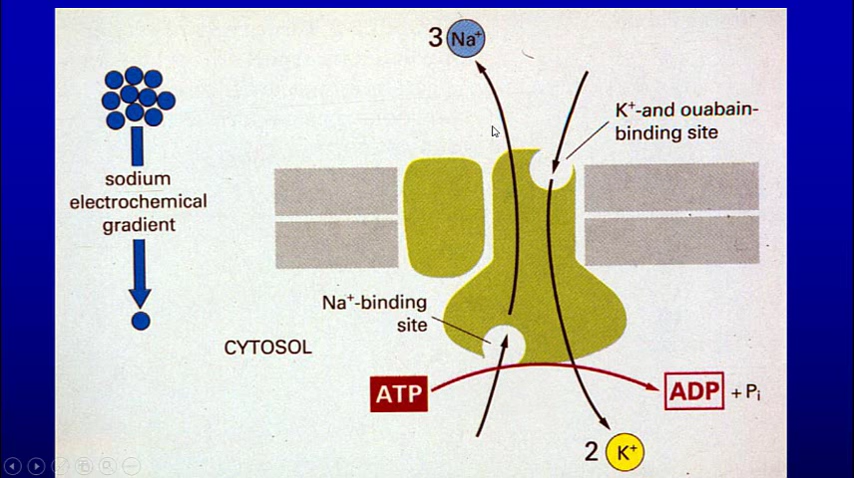 3 Na⁺
K⁺-and ouabain-
binding site
sodium
electrochemical
gradient
Na⁺-binding
site
CYTOSOL
ATP
ADP + Pᵢ
2 K⁺